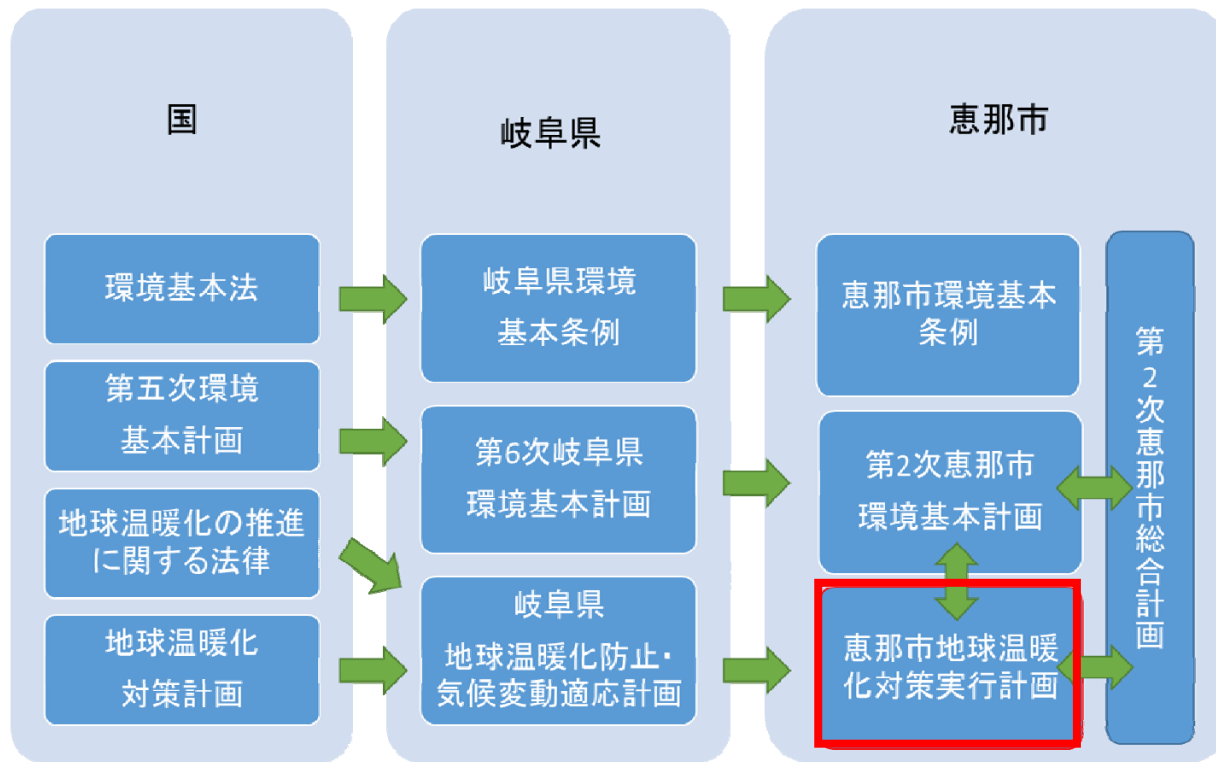 国
環境基本法
第五次環境
基本計画
地球温暖化の推進
に関する法律
地球温暖化
対策計画
岐阜県
岐阜県環境
基本条例
第6次岐阜県
環境基本計画
岐阜県
地球温暖化防止・
気候変動適応計画
恵那市
恵那市環境基本
条例
第2次恵那市
環境基本計画
恵那市地球温暖
化対策実行計画
第2次恵那市総合計画